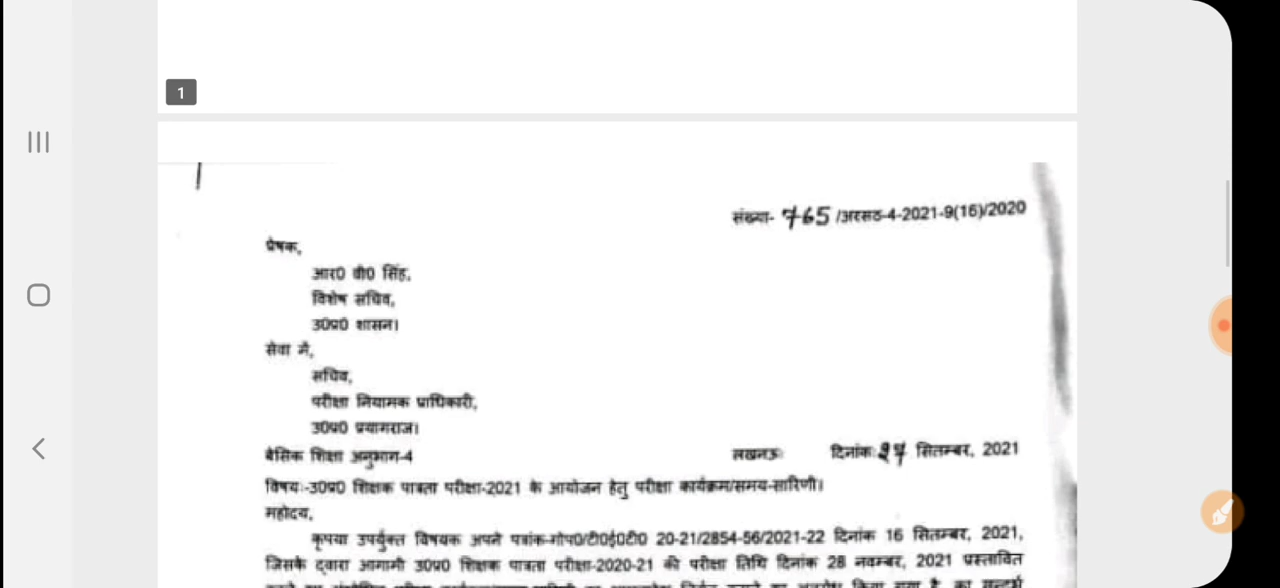 1
संख्या- 765 /अरसठ-4-2021-9(16)/2020
प्रेषक,
आर0 वी0 सिंह,
विशेष सचिव,
उ0प्र0 शासन।
सेवा में,
सचिव,
परीक्षा नियामक प्राधिकारी,
उ0प्र0 प्रयागराज।
बेसिक शिक्षा अनुभाग-4 लखनऊः दिनांकः सितम्बर, 2021
विषयः-उ0प्र0 शिक्षक पात्रता परीक्षा-2021 के आयोजन हेतु परीक्षा कार्यक्रम/समय-सारिणी।
महोदय,
कृपया उपर्युक्त विषयक अपने पत्रांक-गोप0/टी0ई0टी0 20-21/2854-56/2021-22 दिनांक 16 सितम्बर, 2021,
जिसके द्वारा आगामी उ0प्र0 शिक्षक पात्रता परीक्षा-2020-21 की परीक्षा तिथि दिनांक 28 नवम्बर, 2021 प्रस्तावित